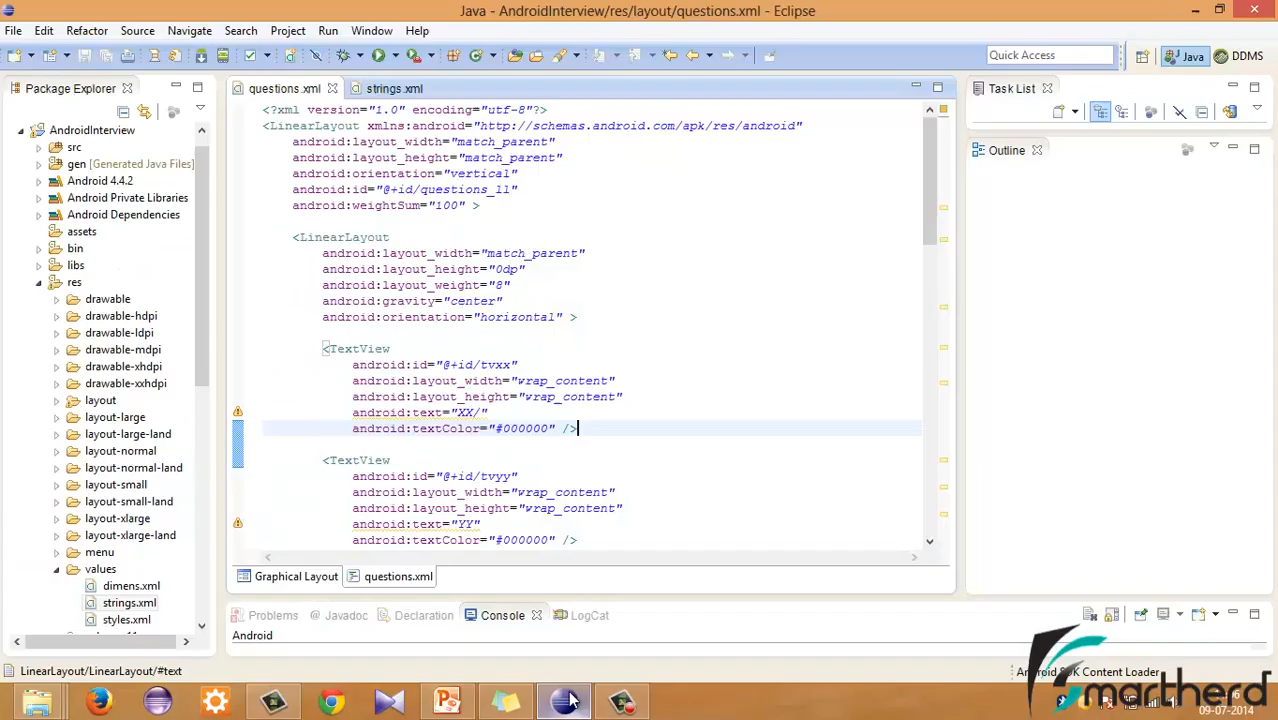 Java - AndroidInterview/res/layout/questions.xml - Eclipse
File Edit Refactor Source Navigate Search Project Run Window Help
Quick Access
Java
DDMS
Package Explorer
questions.xml
strings.xml
Task List
Outline
AndroidInterview
src
gen [Generated Java Files]
Android 4.4.2
Android Private Libraries
Android Dependencies
assets
bin
libs
res
drawable
drawable-hdpi
drawable-ldpi
drawable-mdpi
drawable-xhdpi
drawable-xxhdpi
layout
layout-large
layout-large-land
layout-normal
layout-normal-land
layout-small
layout-small-land
layout-xlarge
layout-xlarge-land
menu
values
dimens.xml
strings.xml
styles.xml
<?xml version="1.0" encoding="utf-8"?>
<LinearLayout xmlns:android="http://schemas.android.com/apk/res/android"
android:layout_width="match_parent"
android:layout_height="match_parent"
android:orientation="vertical"
android:id="@+id/questions_ll"
android:weightSum="100" >
<LinearLayout
android:layout_width="match_parent"
android:layout_height="0dp"
android:layout_weight="8"
android:gravity="center"
android:orientation="horizontal" >
<TextView
android:id="@+id/tvxx"
android:layout_width="wrap_content"
android:layout_height="wrap_content"
android:text="XX/"
android:textColor="#000000" />
<TextView
android:id="@+id/tvyy"
android:layout_width="wrap_content"
android:layout_height="wrap_content"
android:text="YY"
android:textColor="#000000" />
Graphical Layout
questions.xml
Problems
@ Javadoc
Declaration
Console
LogCat
Android
LinearLayout/LinearLayout/#text
Android SDK Content Loader
smartherd
09-07-2014